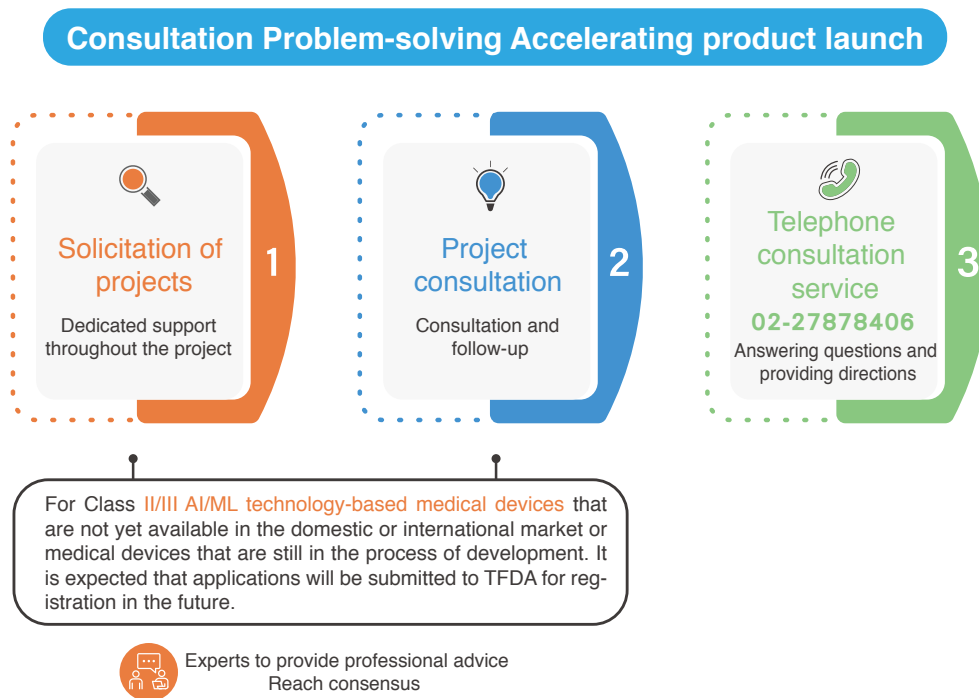 Consultation Problem-solving Accelerating product launch
1
Solicitation of
projects
Dedicated support
throughout the project
2
Project
consultation
Consultation and
follow-up
3
Telephone
consultation
service
02-27878406
Answering questions and
providing directions
For Class II/III AI/ML technology-based medical devices that
are not yet available in the domestic or international market or
medical devices that are still in the process of development. It
is expected that applications will be submitted to TFDA for reg-
istration in the future.
Experts to provide professional advice
Reach consensus